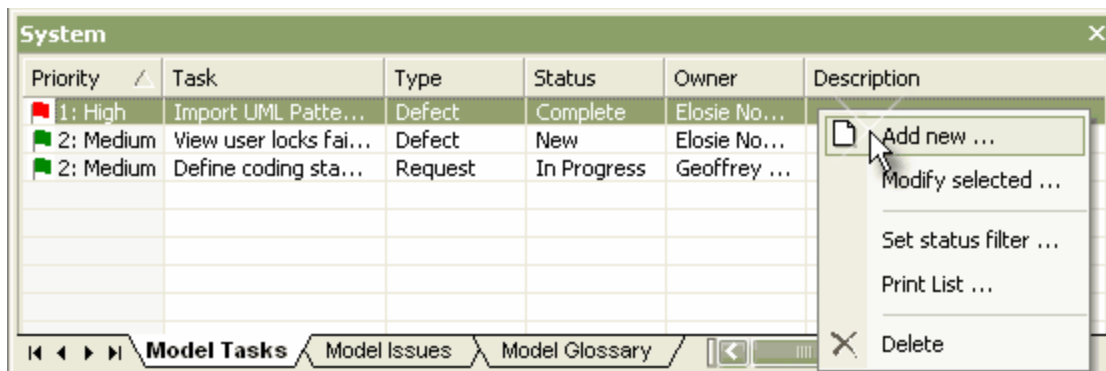 System
Priority Task Type Status Owner Description
1: High Import UML Patte... Defect Complete Elosie No...
2: Medium View user locks fai... Defect New Elosie No...
2: Medium Define coding sta... Request In Progress Geoffrey ...
Add new ...
Modify selected ...
Set status filter ...
Print List ...
Delete
Model Tasks Model Issues Model Glossary